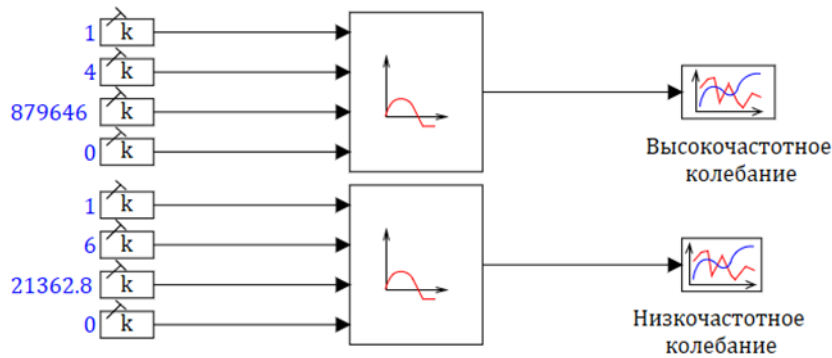 1 k
4 k
879646 k
0 k
Высокочастотное
колебание
1 k
6 k
21362.8 k
0 k
Низкочастотное
колебание